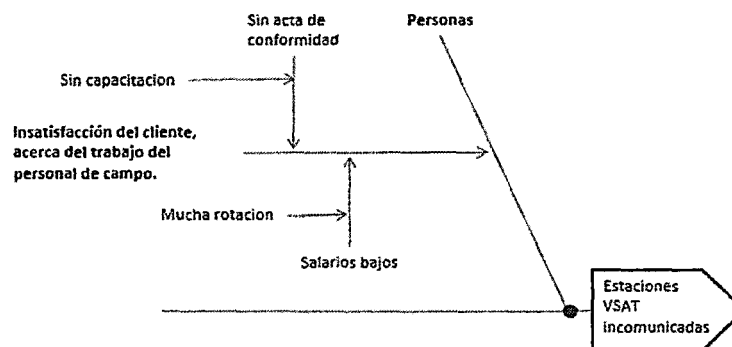 Sin acta de
conformidad
Personas
Sin capacitacion
Insatisfacción del cliente,
acerca del trabajo del
personal de campo.
Mucha rotacion
Salarios bajos
Estaciones
VSAT
incomunicadas